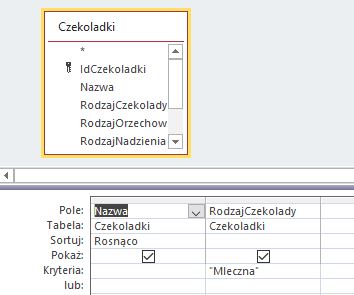 Czekoladki
*
IdCzekoladki
Nazwa
RodzajCzekolady
RodzajOrzechow
RodzajNadzienia
Pole: Nazwa RodzajCzekolady
Tabela: Czekoladki Czekoladki
Sortuj: Rosnąco
Pokaż:
Kryteria: "Mleczna"
lub: